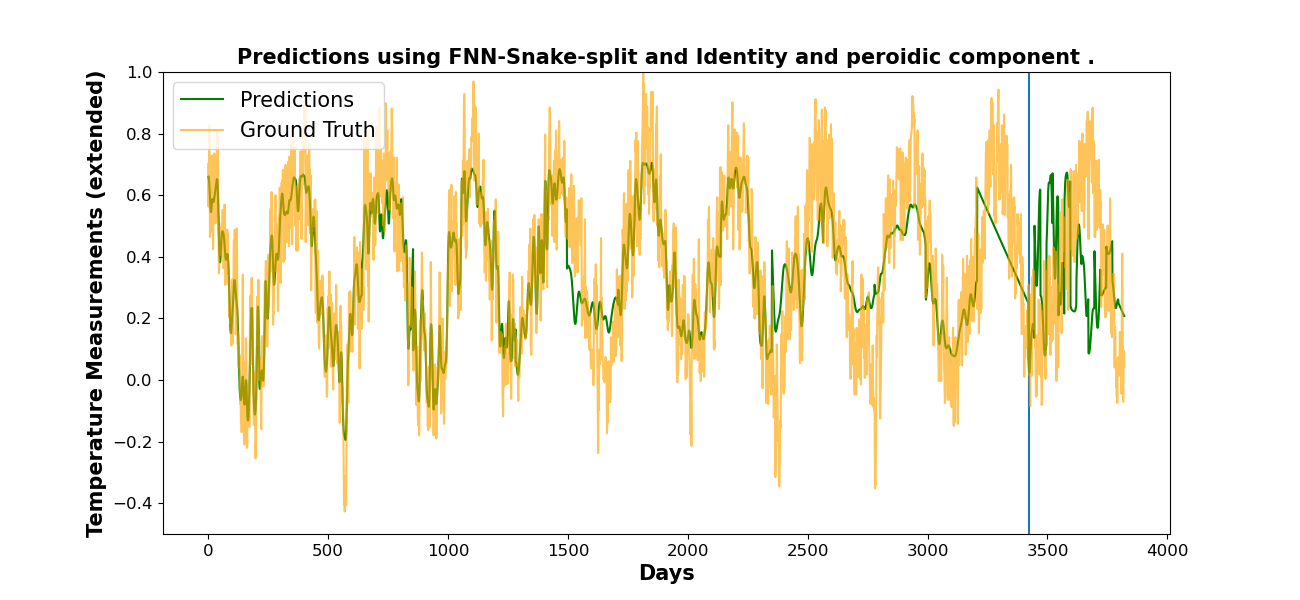 Predictions using FNN-Snake-split and Identity and peroidic component .
Temperature Measurements (extended)
1.0
0.8
0.6
0.4
0.2
0.0
−0.2
−0.4
Predictions
Ground Truth
0 500 1000 1500 2000 2500 3000 3500 4000
Days